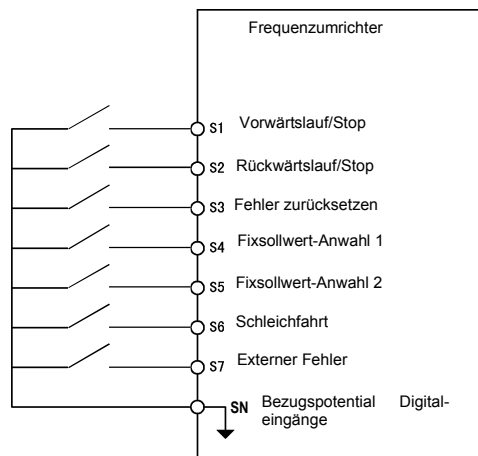 Frequenzumrichter
S1 Vorwärtslauf/Stop
S2 Rückwärtslauf/Stop
S3 Fehler zurücksetzen
S4 Fixsollwert-Anwahl 1
S5 Fixsollwert-Anwahl 2
S6 Schleichfahrt
S7 Externer Fehler
SN Bezugspotential Digital-
eingänge